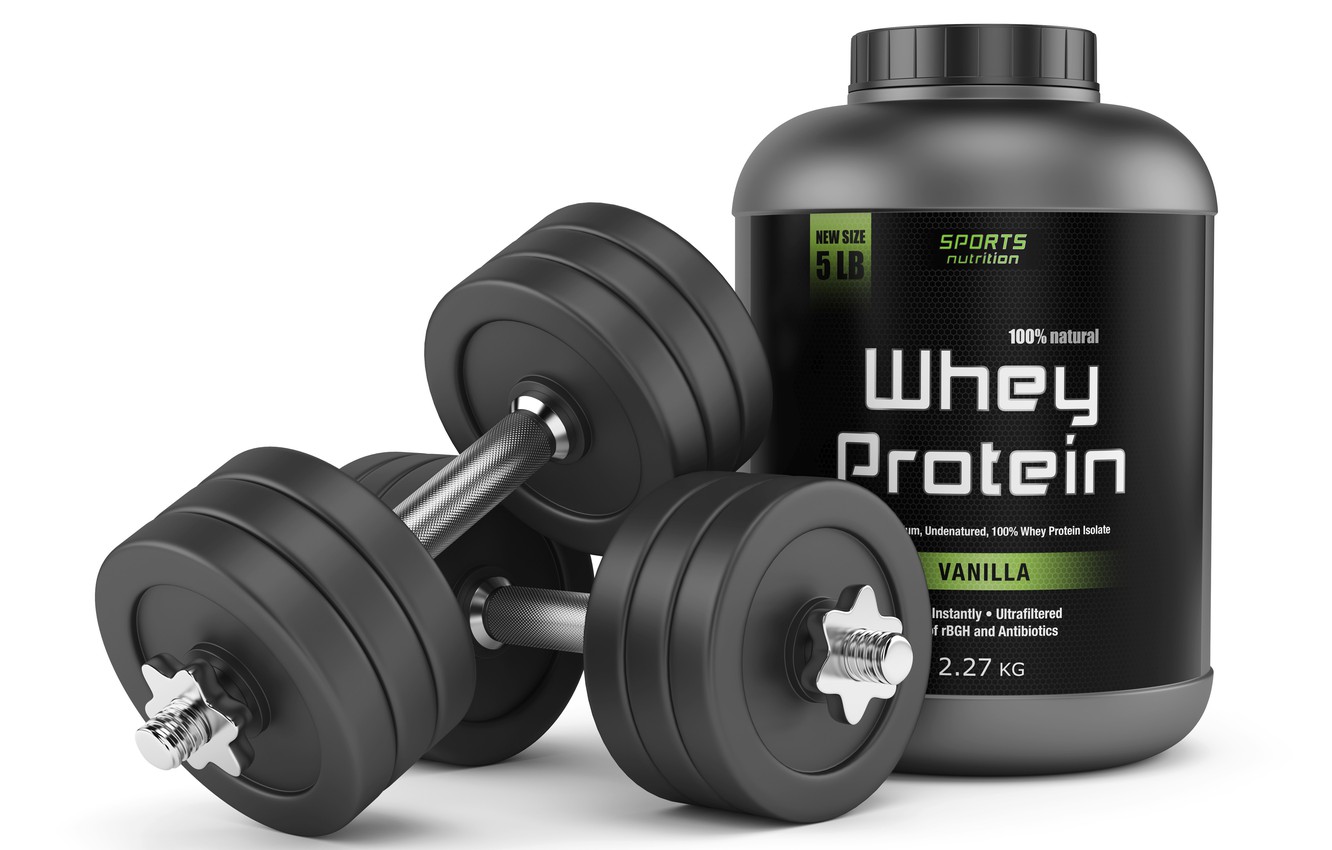 NEW SIZE
5 LB
SPORTS
nutrition
100% natural
Whey
Protein
Undenatured, 100% Whey Protein Isolate
VANILLA
Instantly • Ultrafiltered
rBGH and Antibiotics
2.27 KG